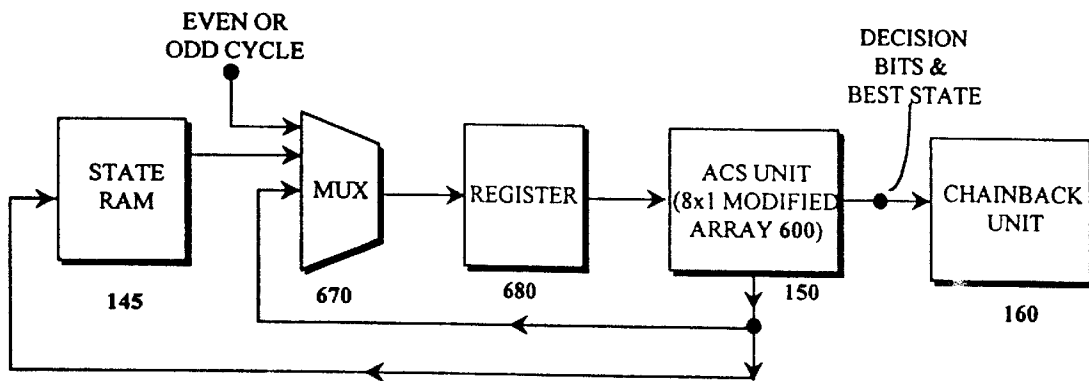 EVEN OR
ODD CYCLE
DECISION
BITS &
BEST STATE
STATE
RAM
MUX
REGISTER
ACS UNIT
(8x1 MODIFIED
ARRAY 600)
CHAINBACK
UNIT
145
670
680
150
160